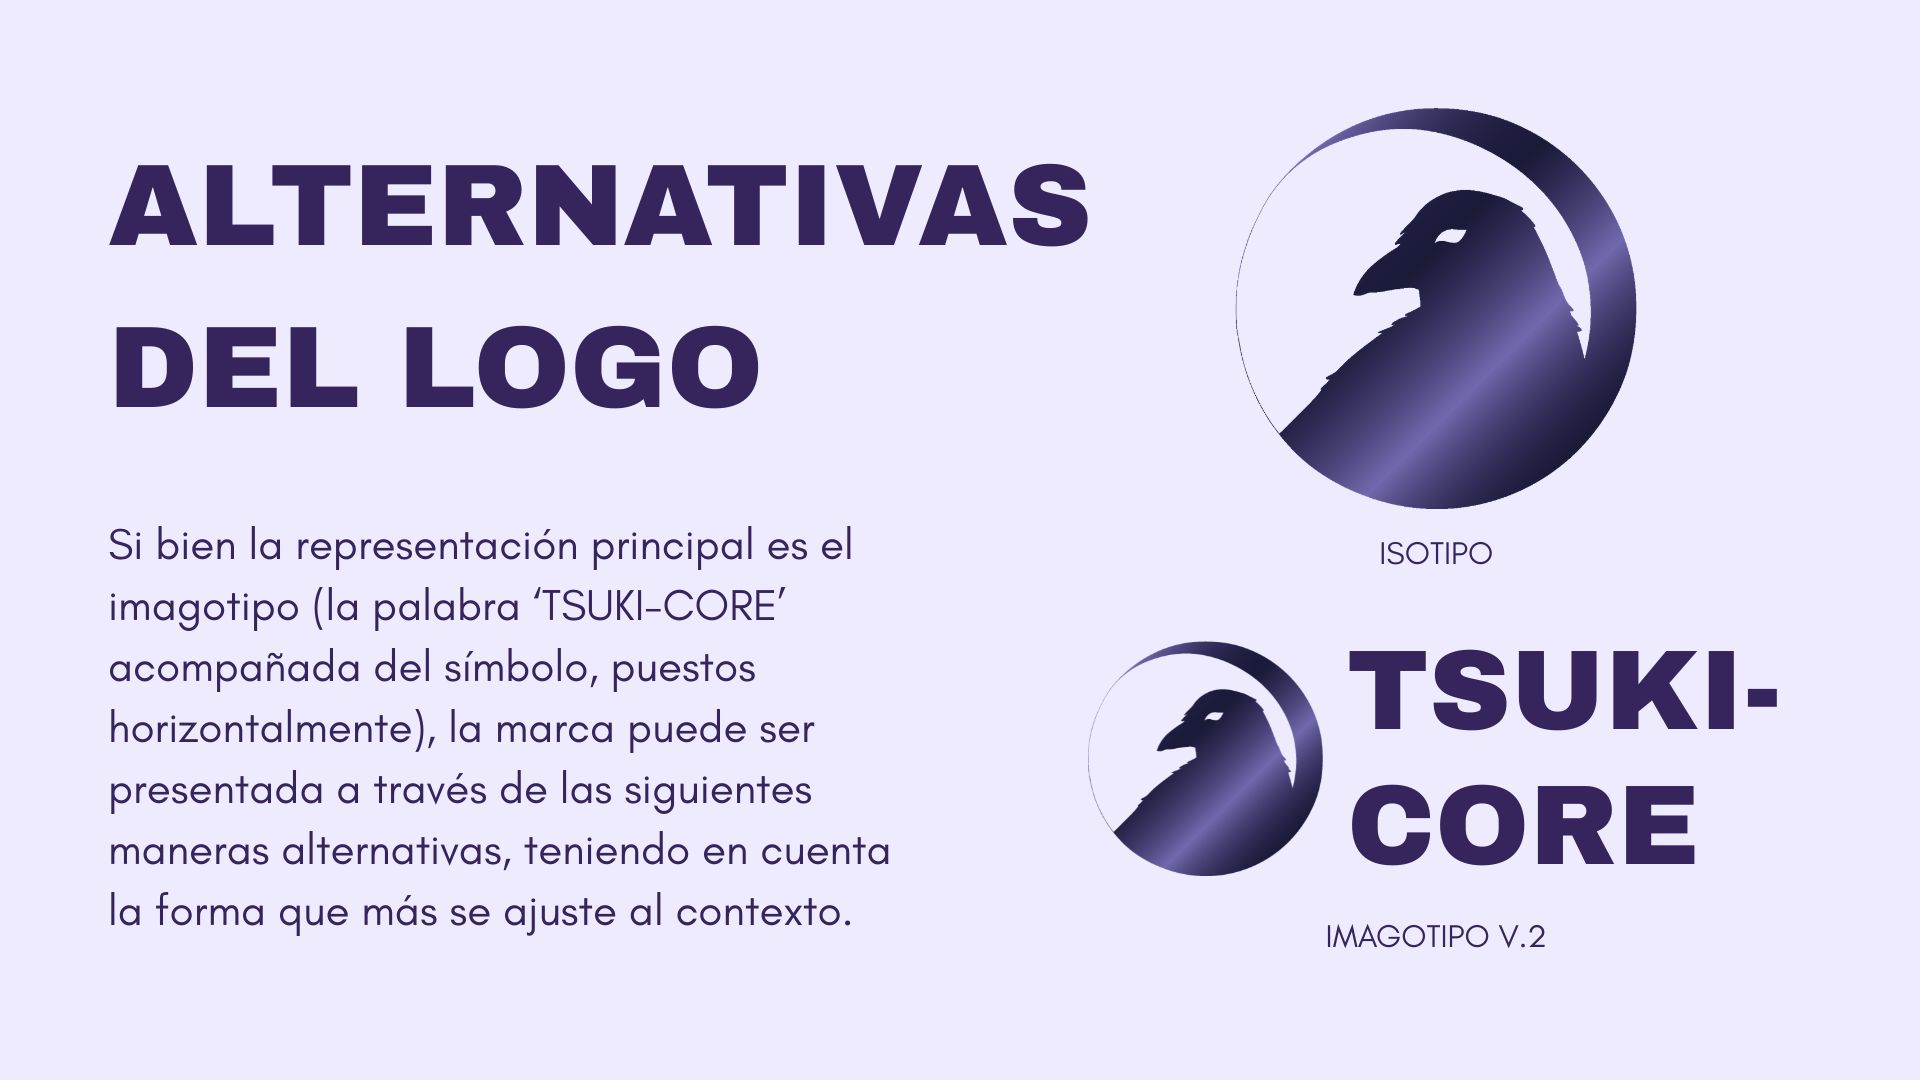 ALTERNATIVAS
DEL LOGO
Si bien la representación principal es el
imagotipo (la palabra ‘TSUKI-CORE’
acompañada del símbolo, puestos
horizontalmente), la marca puede ser
presentada a través de las siguientes
maneras alternativas, teniendo en cuenta
la forma que más se ajuste al contexto.
ISOTIPO
TSUKI-
CORE
IMAGOTIPO V.2